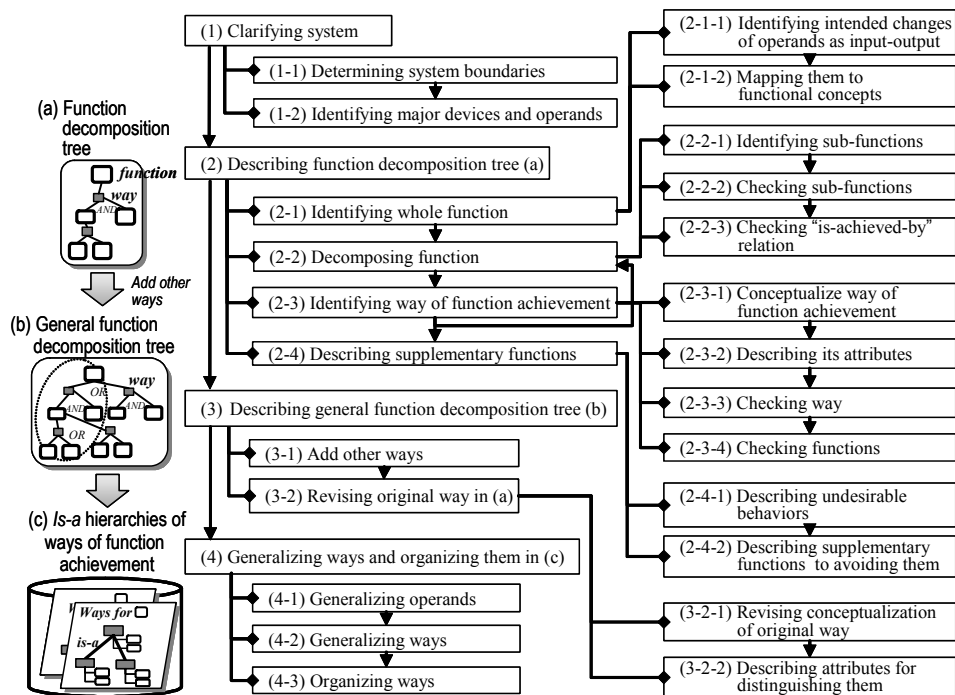 (a) Function
decomposition
tree
function
way
AND
Add other
ways
(b) General function
decomposition tree
way
OR
AND
AND
OR
(c) Is-a hierarchies of
ways of function
achievement
Ways for
is-a
(1) Clarifying system
(1-1) Determining system boundaries
(1-2) Identifying major devices and operands
(2) Describing function decomposition tree (a)
(2-1) Identifying whole function
(2-2) Decomposing function
(2-3) Identifying way of function achievement
(2-4) Describing supplementary functions
(3) Describing general function decomposition tree (b)
(3-1) Add other ways
(3-2) Revising original way in (a)
(4) Generalizing ways and organizing them in (c)
(4-1) Generalizing operands
(4-2) Generalizing ways
(4-3) Organizing ways
(2-1-1) Identifying intended changes
of operands as input-output
(2-1-2) Mapping them to
functional concepts
(2-2-1) Identifying sub-functions
(2-2-2) Checking sub-functions
(2-2-3) Checking “is-achieved-by”
relation
(2-3-1) Conceptualize way of
function achievement
(2-3-2) Describing its attributes
(2-3-3) Checking way
(2-3-4) Checking functions
(2-4-1) Describing undesirable
behaviors
(2-4-2) Describing supplementary
functions to avoiding them
(3-2-1) Revising conceptualization
of original way
(3-2-2) Describing attributes for
distinguishing them